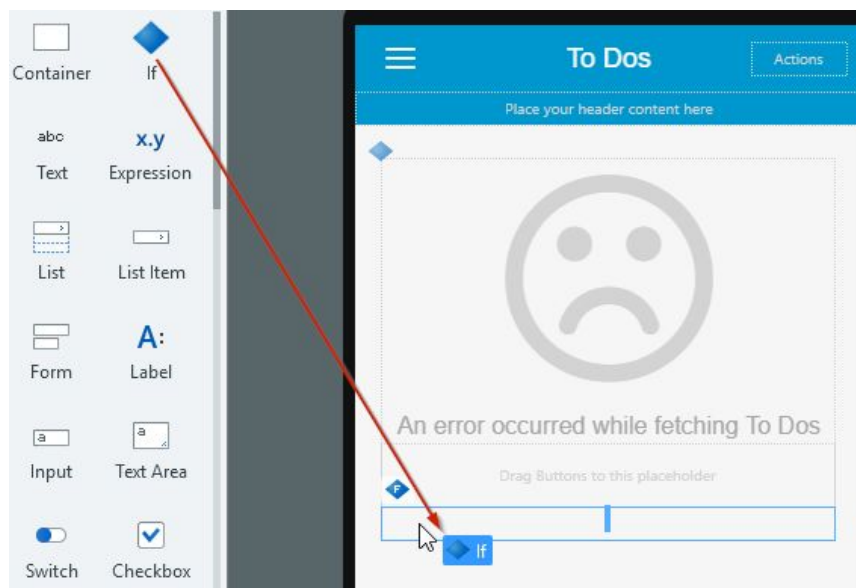 Container
If
abc
Text
x.y
Expression
List
List Item
Form
A:
Label
a
Input
a
Text Area
Switch
Checkbox
To Dos
Actions
Place your header content here
An error occurred while fetching To Dos
Drag Buttons to this placeholder
F
If